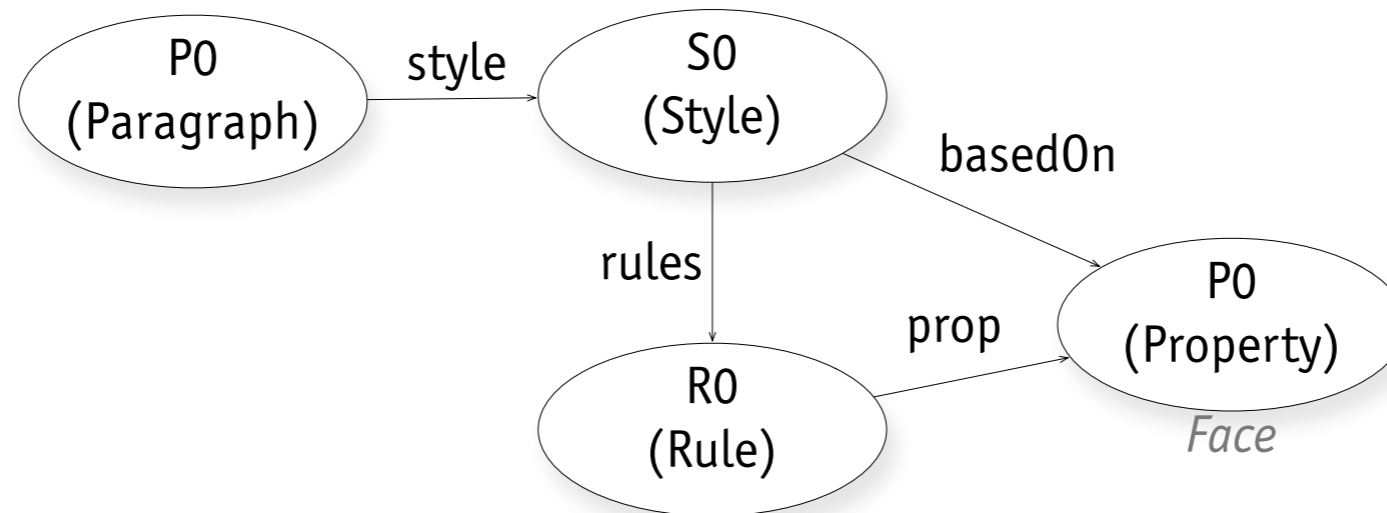 P0
(Paragraph)
style
S0
(Style)
basedOn
rules
P0
(Property)
prop
R0
(Rule)
Face